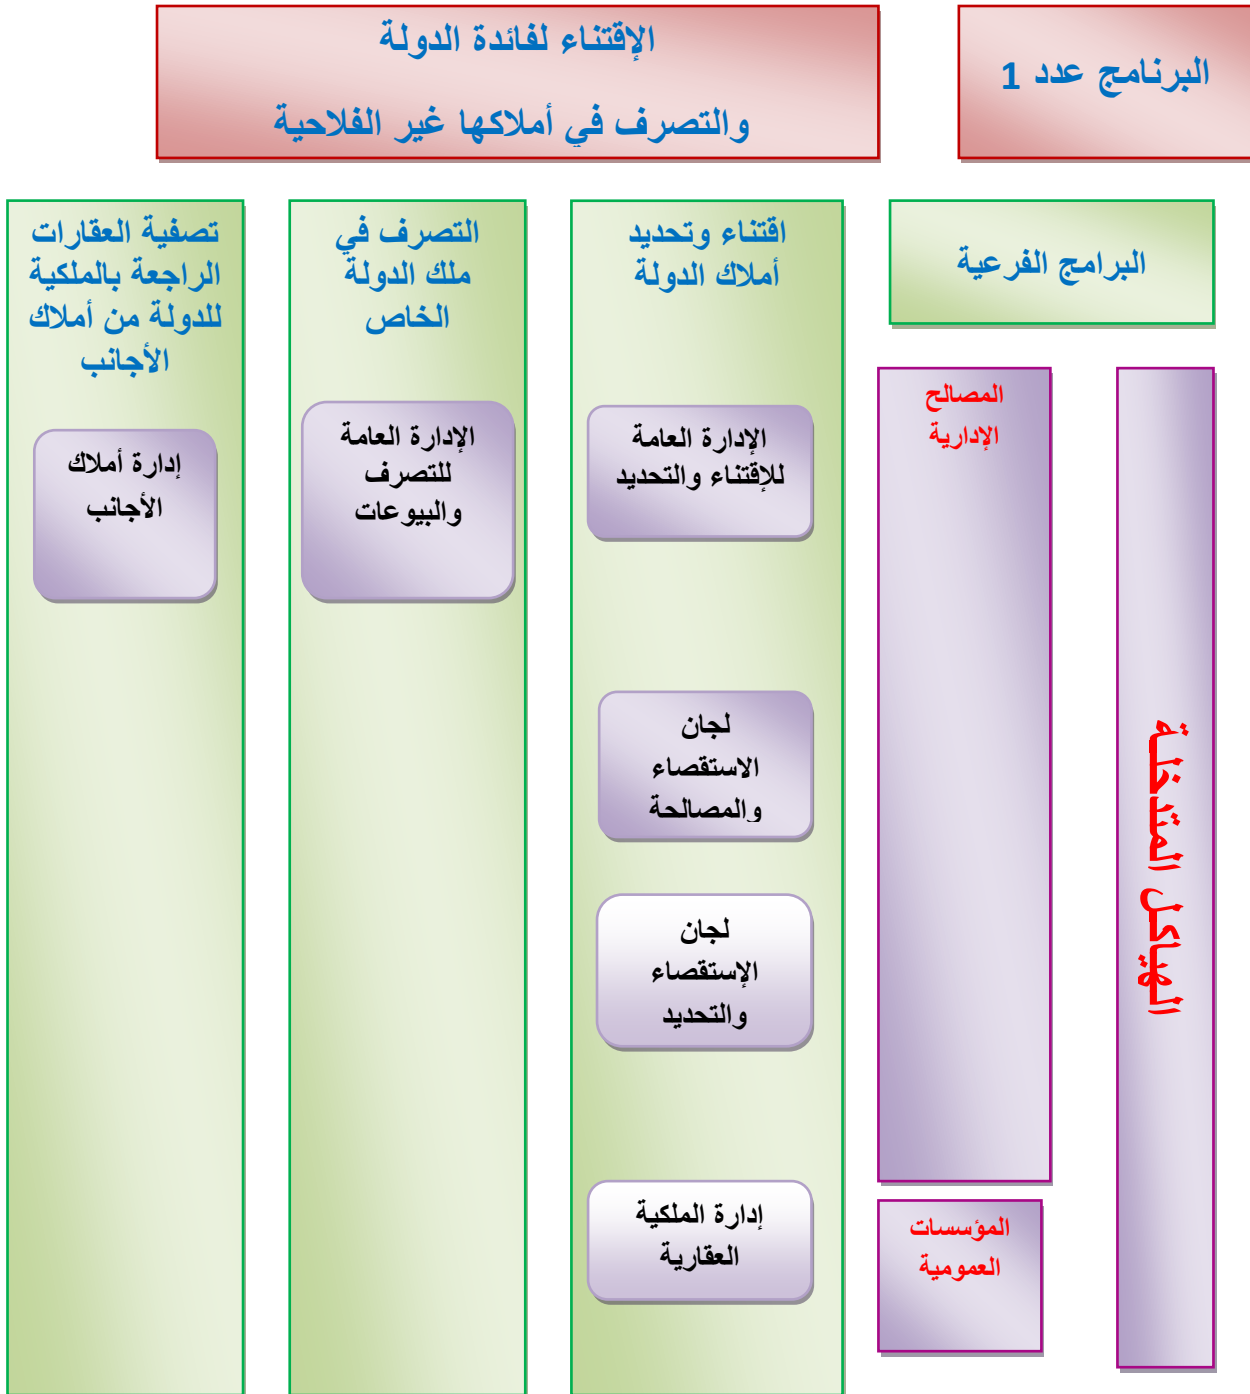 البرنامج عدد 1
الإقتناء لفائدة الدولة
والتصرف في أملاكها غير الفلاحية
البرامج الفرعية
اقتناء وتحديد
أملاك الدولة
التصرف في
ملك الدولة
الخاص
تصفية العقارات
الراجعة بالملكية
للدولة من أملاك
الأجانب
الهياكل المتدخلة
المصالح
الإدارية
الإدارة العامة
للإقتناء والتحديد
الإدارة العامة
للتصرف
والبيوعات
إدارة أملاك
الأجانب
لجان
الاستقصاء
والمصالحة
لجان
الإستقصاء
والتحديد
المؤسسات
العمومية
إدارة الملكية
العقارية